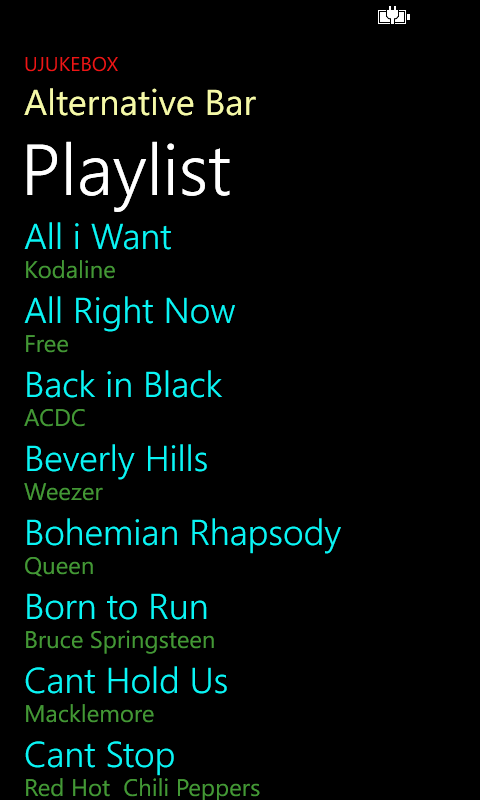 UJUKEBOX
Alternative Bar
Playlist
All i Want
Kodaline
All Right Now
Free
Back in Black
ACDC
Beverly Hills
Weezer
Bohemian Rhapsody
Queen
Born to Run
Bruce Springsteen
Cant Hold Us
Macklemore
Cant Stop
Red Hot  Chili Peppers